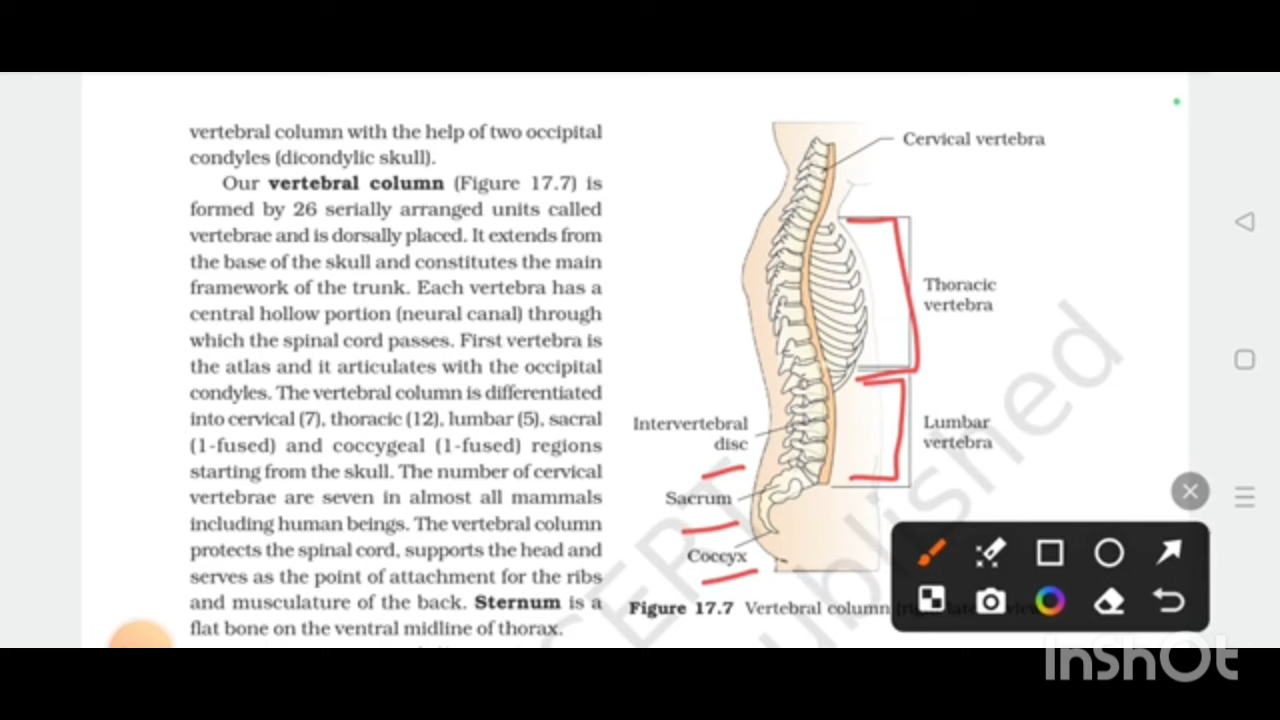 vertebral column with the help of two occipital
condyles (dicondylic skull).
Our vertebral column (Figure 17.7) is
formed by 26 serially arranged units called
vertebrae and is dorsally placed. It extends from
the base of the skull and constitutes the main
framework of the trunk. Each vertebra has a
central hollow portion (neural canal) through
which the spinal cord passes. First vertebra is
the atlas and it articulates with the occipital
condyles. The vertebral column is differentiated
into cervical (7), thoracic (12), lumbar (5), sacral
(1-fused) and coccygeal (1-fused) regions
starting from the skull. The number of cervical
vertebrae are seven in almost all mammals
including human beings. The vertebral column
protects the spinal cord, supports the head and
serves as the point of attachment for the ribs
and musculature of the back. Sternum is a
flat bone on the ventral midline of thorax.
Cervical vertebra
Thoracic
vertebra
Lumbar
vertebra
Intervertebral
disc
Sacrum
Coccyx
Figure 17.7 Vertebral column
InShOt